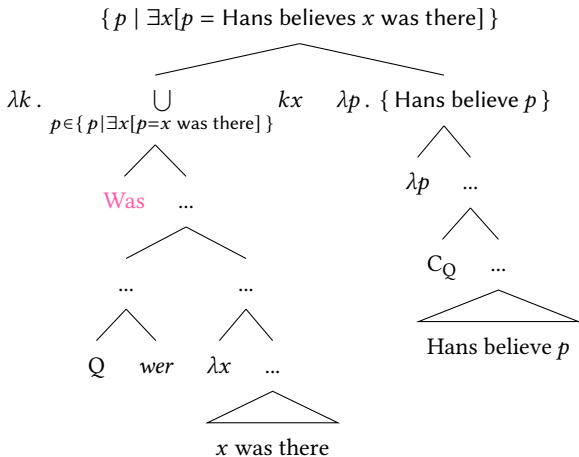 { p | ∃x[p = Hans believes x was there] }
λk . ⋃ kx λp . { Hans believe p }
p∈{ p|∃x[p=x was there] }
λp ...
Was ...
C_Q ...
... ...
Hans believe p
Q wer λx ...
x was there